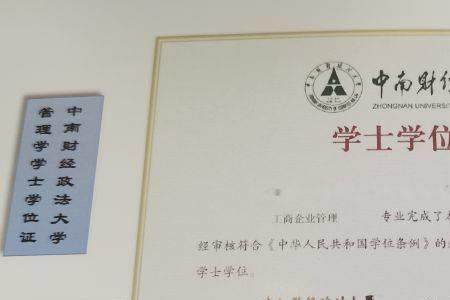 中南财经政法大学
管理学学士学位证
中南财
ZHONGNAN UNIVERSI
学士学位
工商企业管理 专业完成了
经审核符合《中华人民共和国学位条例》的
学士学位。